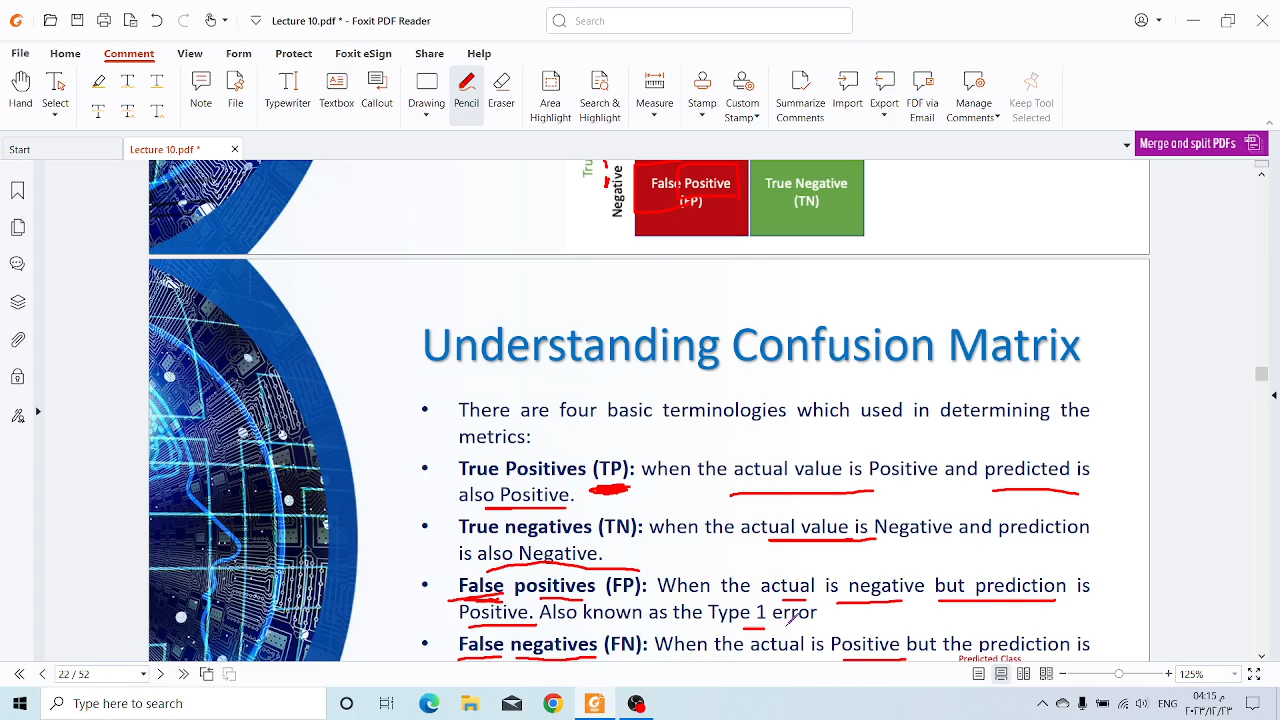 Lecture 10.pdf * - Foxit PDF Reader
Search
File Home Comment View Form Foxit eSign Share Help
Hand Select Note File Typewriter Textbox Callout Drawing Pencil Eraser Area Highlight Search & Highlight Measure Stamp Custom Stamp Summarize Comments Import Export FDF via Email Manage Comments Keep Tool Selected
Start Lecture 10.pdf * Merge and split PDFs
Negative
False Positive (FP)
True Negative (TN)
Understanding Confusion Matrix
• There are four basic terminologies which used in determining the
metrics:
• True Positives (TP): when the actual value is Positive and predicted is
also Positive.
• True negatives (TN): when the actual value is Negative and prediction
is also Negative.
• False positives (FP): When the actual is negative but prediction is
Positive. Also known as the Type 1 error
• False negatives (FN): When the actual is Positive but the prediction is
Predicted Class
22 / 52
125%
Type here to search
04:15